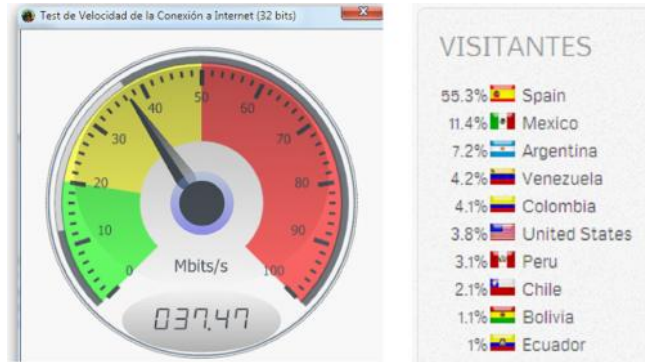 Test de Velocidad de la Conexión a Internet (32 bits)
0
10
20
30
40
50
60
70
80
90
100
Mbits/s
037.47
VISITANTES
55.3% Spain
11.4% Mexico
7.2% Argentina
4.2% Venezuela
4.1% Colombia
3.8% United States
3.1% Peru
2.1% Chile
1.1% Bolivia
1% Ecuador